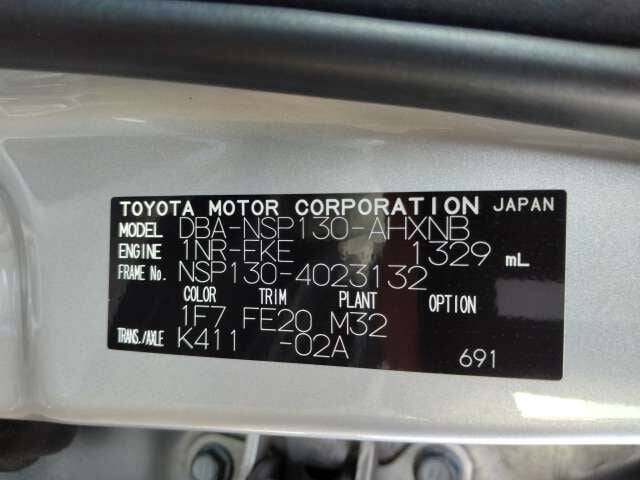 TOYOTA MOTOR CORPORATION JAPAN
MODEL DBA-NSP130-AHXNB
ENGINE 1NR-FKE 1329 mL
FRAME No. NSP130-4023132
COLOR TRIM PLANT OPTION
1F7 FE20 M32
TRANS./AXLE K411 -02A
691